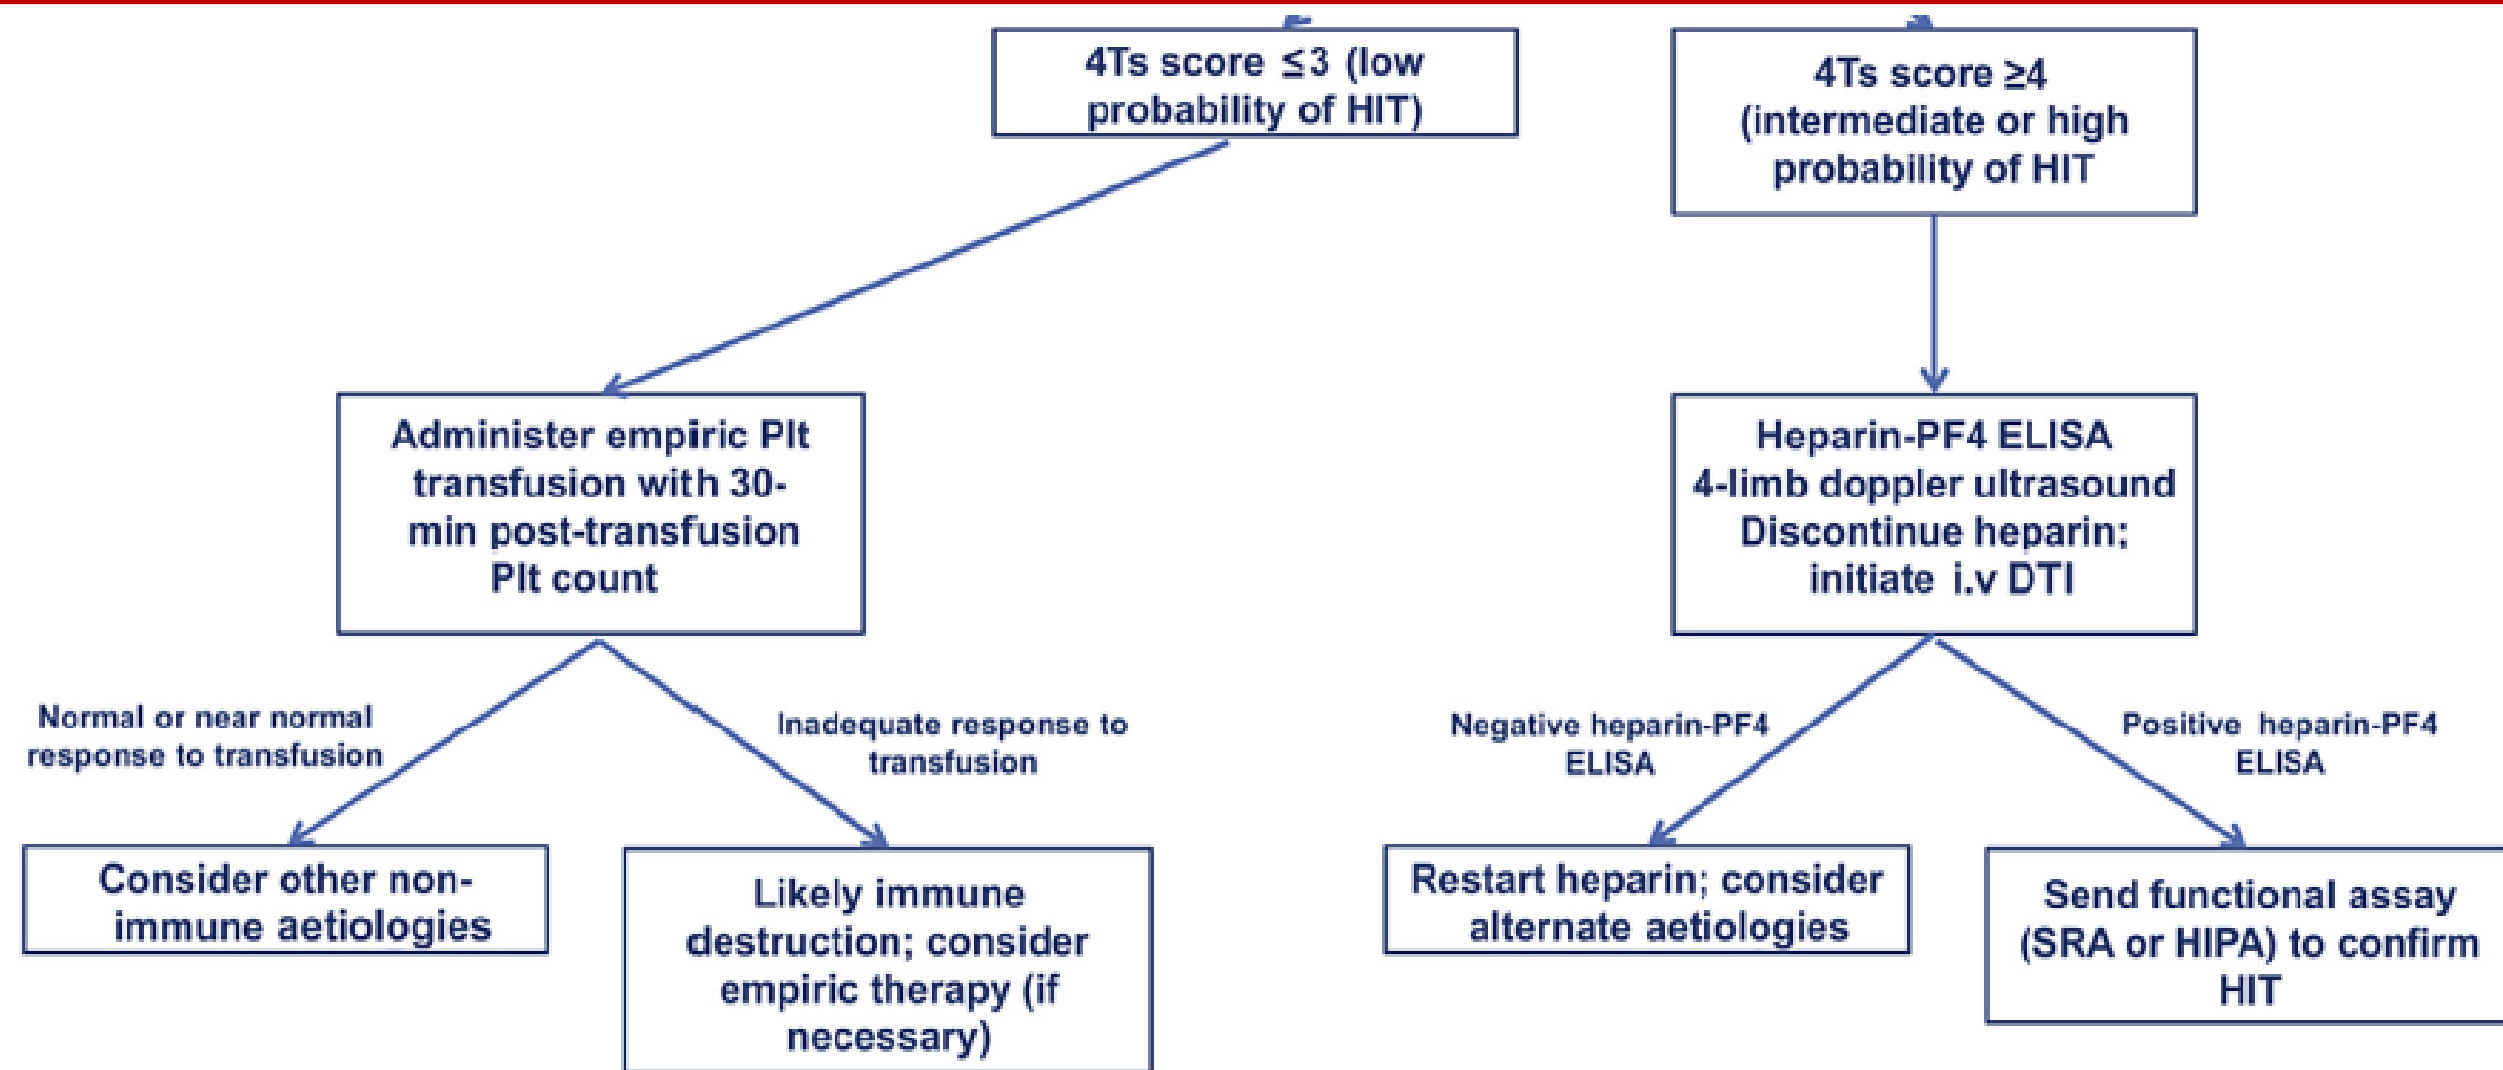 4Ts score ≤3 (low
probability of HIT)
4Ts score ≥4
(intermediate or high
probability of HIT
Administer empiric Plt
transfusion with 30-
min post-transfusion
Plt count
Heparin-PF4 ELISA
4-limb doppler ultrasound
Discontinue heparin;
initiate i.v DTI
Normal or near normal
response to transfusion
Inadequate response to
transfusion
Negative heparin-PF4
ELISA
Positive heparin-PF4
ELISA
Consider other non-
immune aetiologies
Likely immune
destruction; consider
empiric therapy (if
necessary)
Restart heparin; consider
alternate aetiologies
Send functional assay
(SRA or HIPA) to confirm
HIT